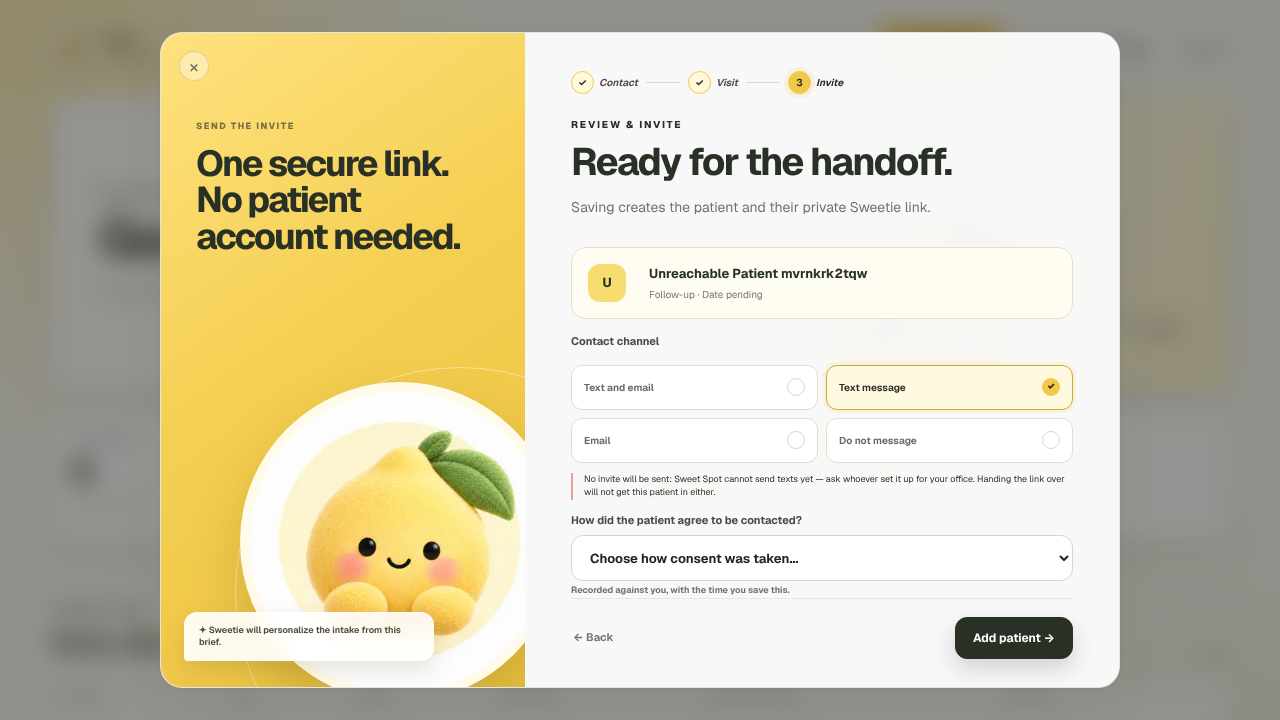 ×
SEND THE INVITE
One secure link.
No patient
account needed.
✦ Sweetie will personalize the intake from this
brief.
✓ Contact ✓ Visit 3 Invite
REVIEW & INVITE
Ready for the handoff.
Saving creates the patient and their private Sweetie link.
U
Unreachable Patient mvrnkrk2tqw
Follow-up · Date pending
Contact channel
Text and email
Text message ✓
Email
Do not message
No invite will be sent: Sweet Spot cannot send texts yet — ask whoever set it up for your office. Handing the link over
will not get this patient in either.
How did the patient agree to be contacted?
Choose how consent was taken...
Recorded against you, with the time you save this.
← Back
Add patient →